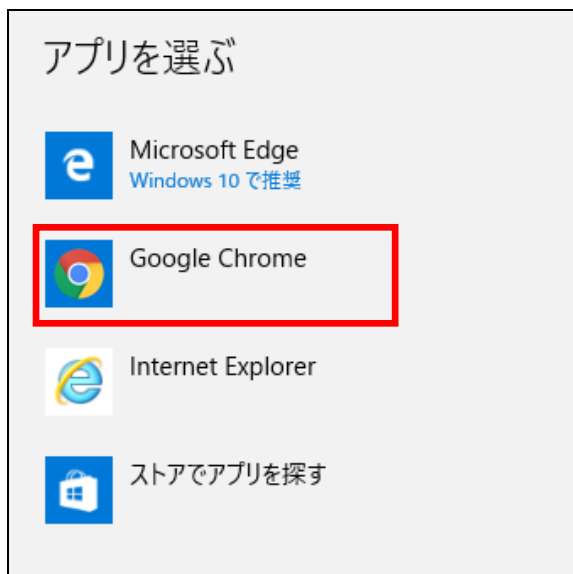 アプリを選ぶ
Microsoft Edge
Windows 10 で推奨
Google Chrome
Internet Explorer
ストアでアプリを探す